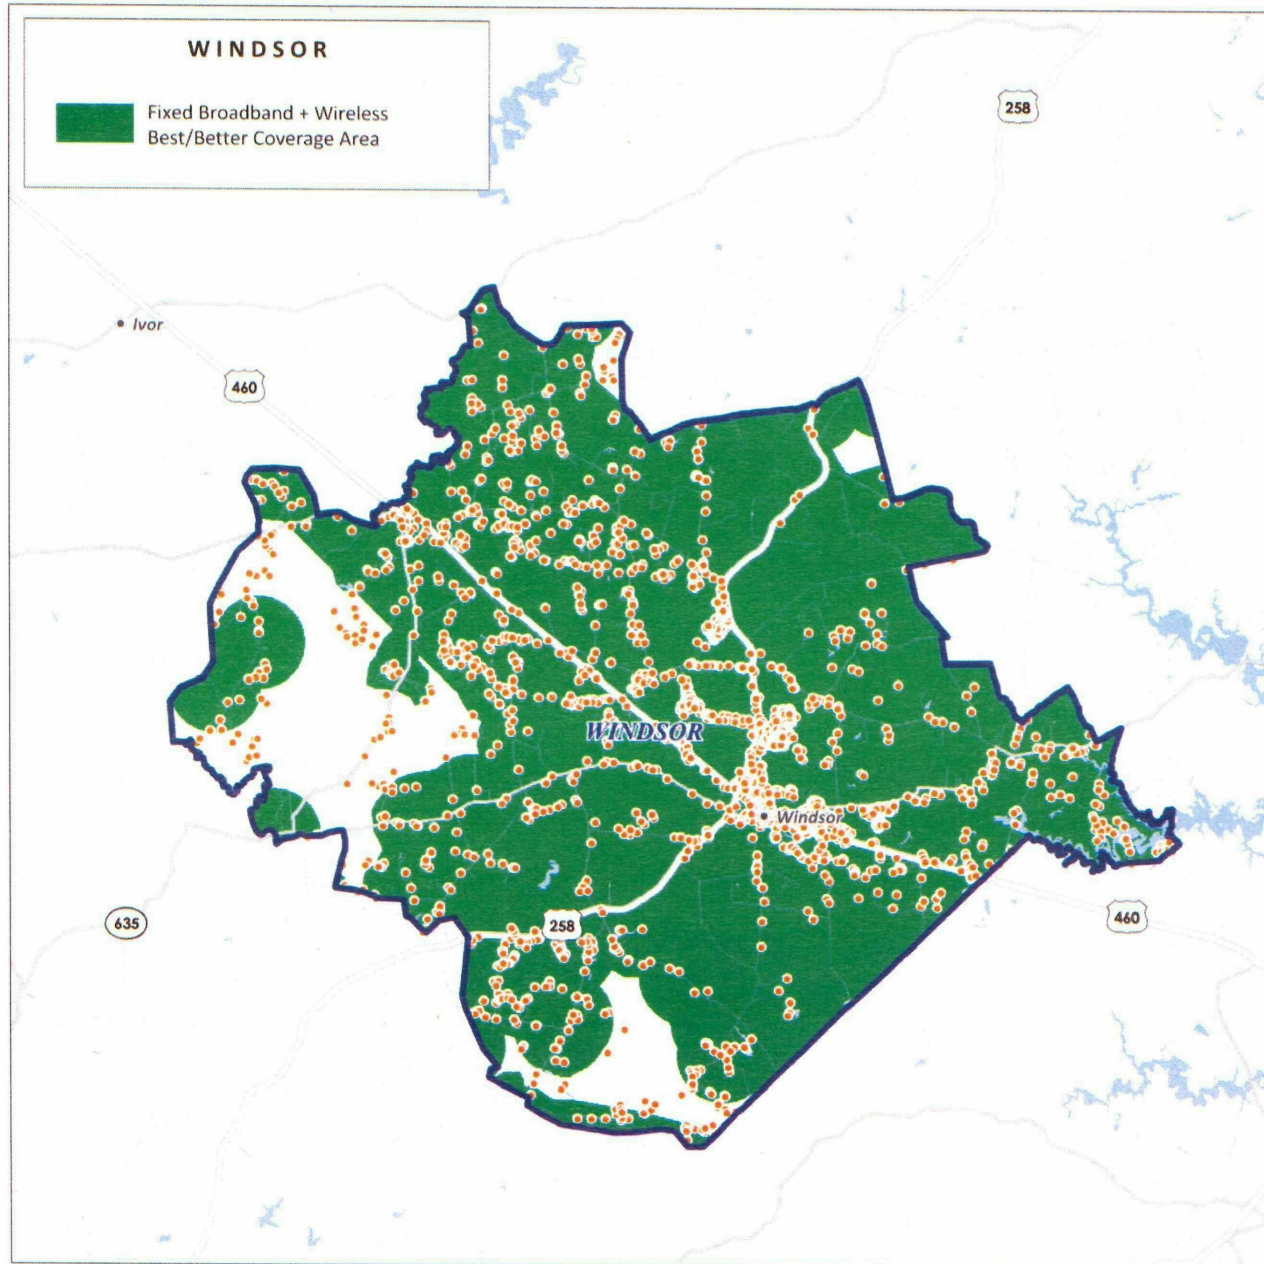 WINDSOR
Fixed Broadband + Wireless
Best/Better Coverage Area
258
Ivor
460
WINDSOR
Windsor
635
258
460